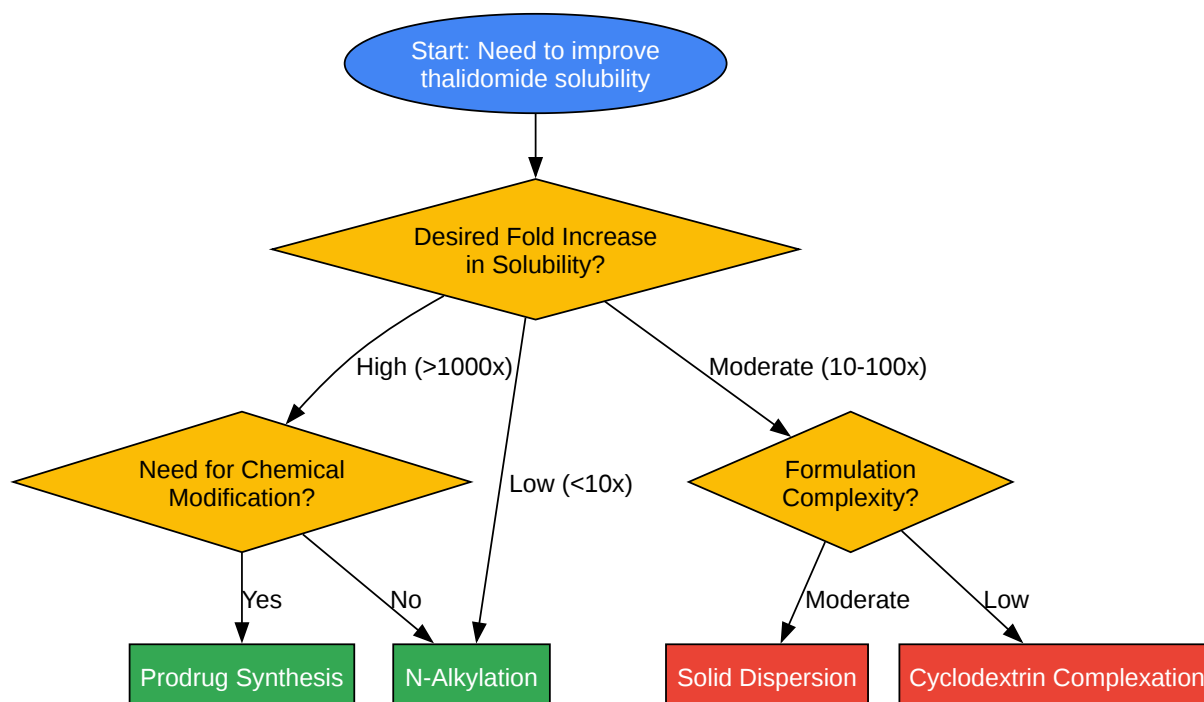 Start: Need to improve
thalidomide solubility
Desired Fold Increase
in Solubility?
High (>1000x)
Moderate (10-100x)
Low (<10x)
Need for Chemical
Modification?
Formulation
Complexity?
Yes
No
Moderate
Low
Prodrug Synthesis
N-Alkylation
Solid Dispersion
Cyclodextrin Complexation